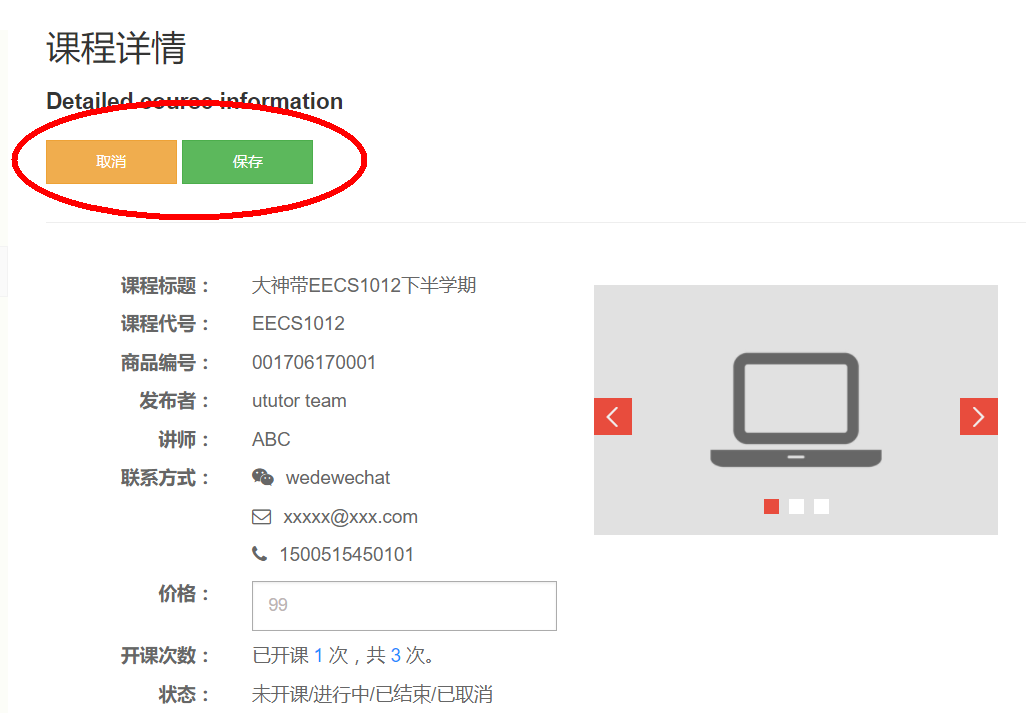 课程详情
Detailed course information
取消 保存
课程标题： 大神带EECS1012下半学期
课程代号： EECS1012
商品编号： 001706170001
发布者： ututor team
讲师： ABC
联系方式： wedewechat
xxxxx@xxx.com
1500515450101
价格： 99
开课次数： 已开课 1 次，共 3 次。
状态： 未开课/进行中/已结束/已取消